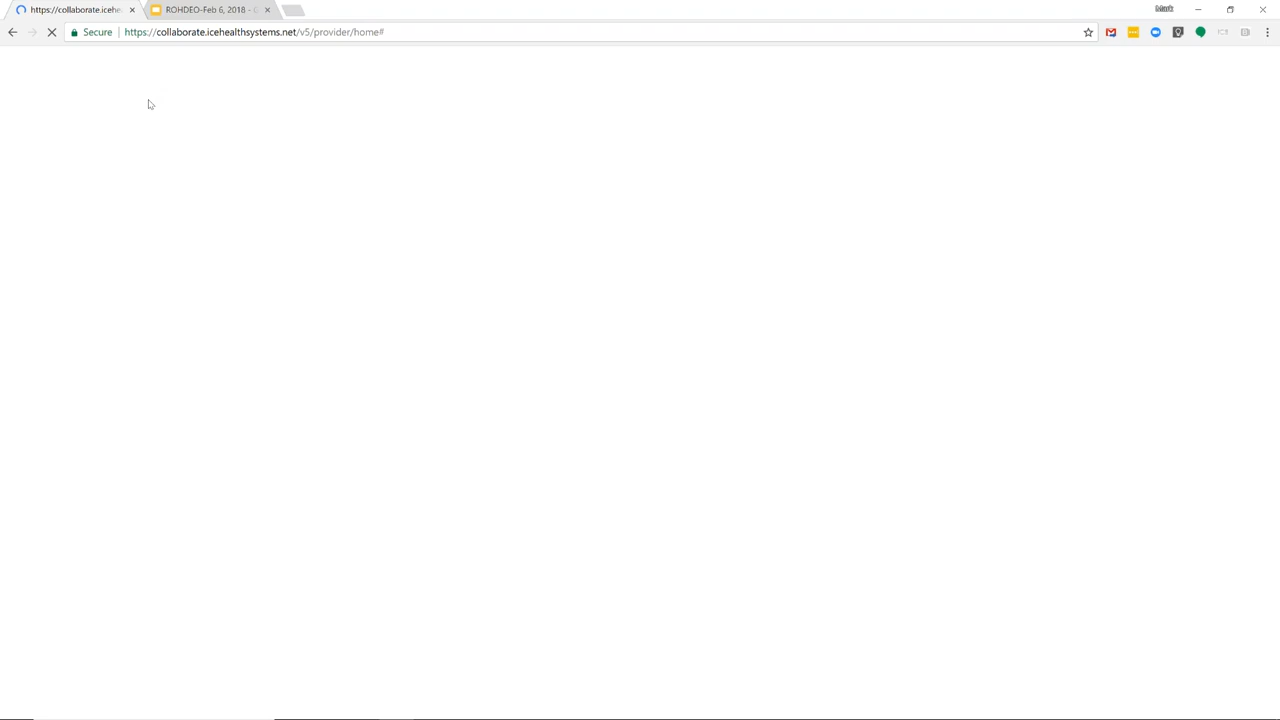 https://collaborate.icehe
ROHDEO-Feb 6, 2018 -
Secure
https://collaborate.icehealthsystems.net/v5/provider/home#